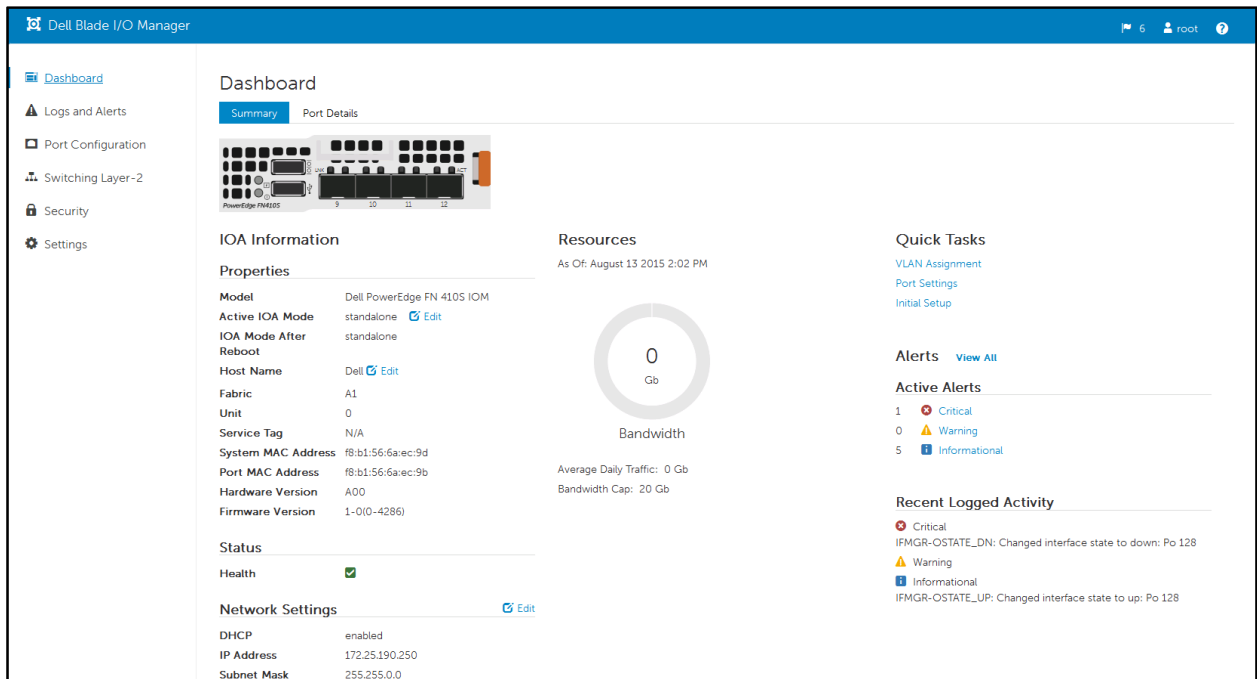 Dell Blade I/O Manager
6 root
Dashboard
Logs and Alerts
Port Configuration
Switching Layer-2
Security
Settings
Dashboard
Summary Port Details
LNK ACT
PowerEdge FN410S 9 10 11 12
IOA Information
Properties
Model Dell PowerEdge FN 410S IOM
Active IOA Mode standalone Edit
IOA Mode After standalone
Reboot
Host Name Dell Edit
Fabric A1
Unit 0
Service Tag N/A
System MAC Address f8:b1:56:6a:ec:9d
Port MAC Address f8:b1:56:6a:ec:9b
Hardware Version A00
Firmware Version 1-0(0-4286)
Status
Health
Network Settings Edit
DHCP enabled
IP Address 172.25.190.250
Subnet Mask 255.255.0.0
Resources
As Of: August 13 2015 2:02 PM
0
Gb
Bandwidth
Average Daily Traffic: 0 Gb
Bandwidth Cap: 20 Gb
Quick Tasks
VLAN Assignment
Port Settings
Initial Setup
Alerts View All
Active Alerts
1 Critical
0 Warning
5 Informational
Recent Logged Activity
Critical
IFMGR-OSTATE_DN: Changed interface state to down: Po 128
Warning
Informational
IFMGR-OSTATE_UP: Changed interface state to up: Po 128